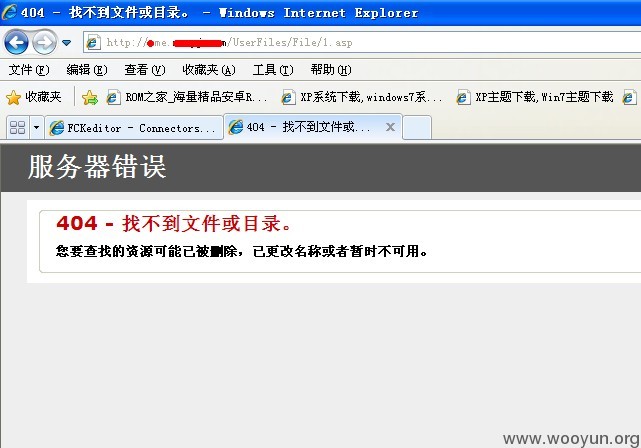 404 - 找不到文件或目录。 - Windows Internet Explorer
http://me.m/UserFiles/File/1.asp
文件(F) 编辑(E) 查看(V) 收藏夹(A) 工具(T) 帮助(H)
收藏夹 ROM之家_海量精品安卓R... XP系统下载,windows7系... XP主题下载,Win7主题下载
FCKeditor - Connectors... 404 - 找不到文件或...
服务器错误
404 - 找不到文件或目录。
您要查找的资源可能已被删除，已更改名称或者暂时不可用。
www.wooyun.org